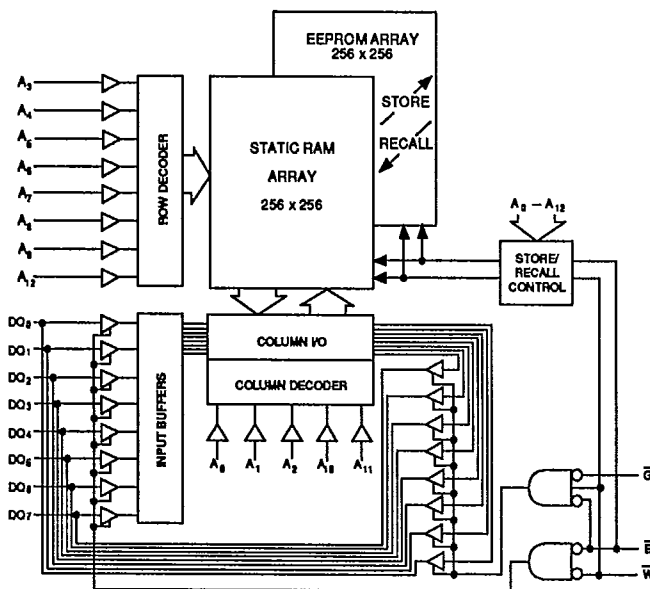 EEPROM ARRAY
256 x 256
STORE
RECALL
STATIC RAM
ARRAY
256 x 256
A3
A4
A5
A6
A7
A8
A9
A12
ROW DECODER
A0 – A12
STORE/
RECALL
CONTROL
DQ0
DQ1
DQ2
DQ3
DQ4
DQ5
DQ6
DQ7
INPUT BUFFERS
COLUMN I/O
COLUMN DECODER
A0
A1
A2
A10
A11
G
E
W